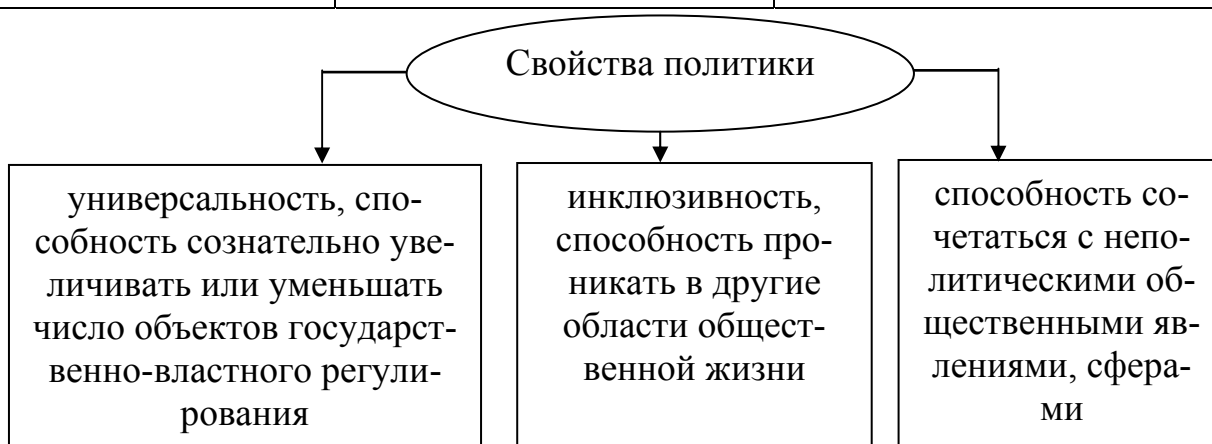 Свойства политики
универсальность, спо-
собность сознательно уве-
личивать или уменьшать
число объектов государст-
венно-властного регули-
рования
инклюзивность,
способность про-
никать в другие
области общест-
венной жизни
способность со-
четаться с непо-
литическими об-
щественными яв-
лениями, сфера-
ми